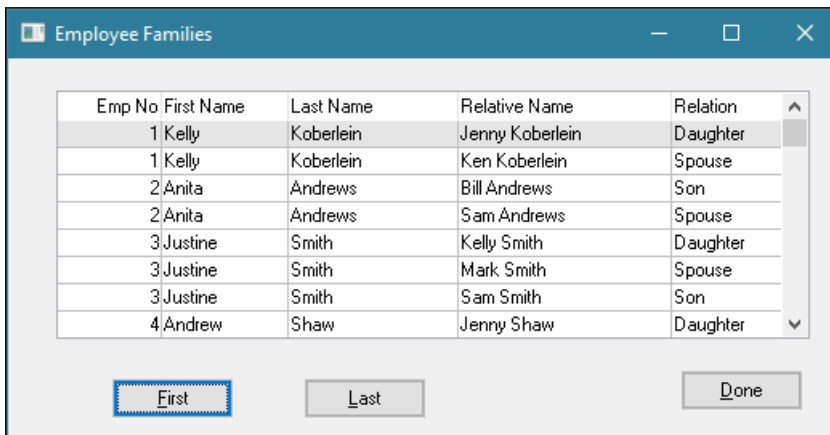 Employee Families
Emp No First Name Last Name Relative Name Relation
1 Kelly Koberlein Jenny Koberlein Daughter
1 Kelly Koberlein Ken Koberlein Spouse
2 Anita Andrews Bill Andrews Son
2 Anita Andrews Sam Andrews Spouse
3 Justine Smith Kelly Smith Daughter
3 Justine Smith Mark Smith Spouse
3 Justine Smith Sam Smith Son
4 Andrew Shaw Jenny Shaw Daughter
First Last Done